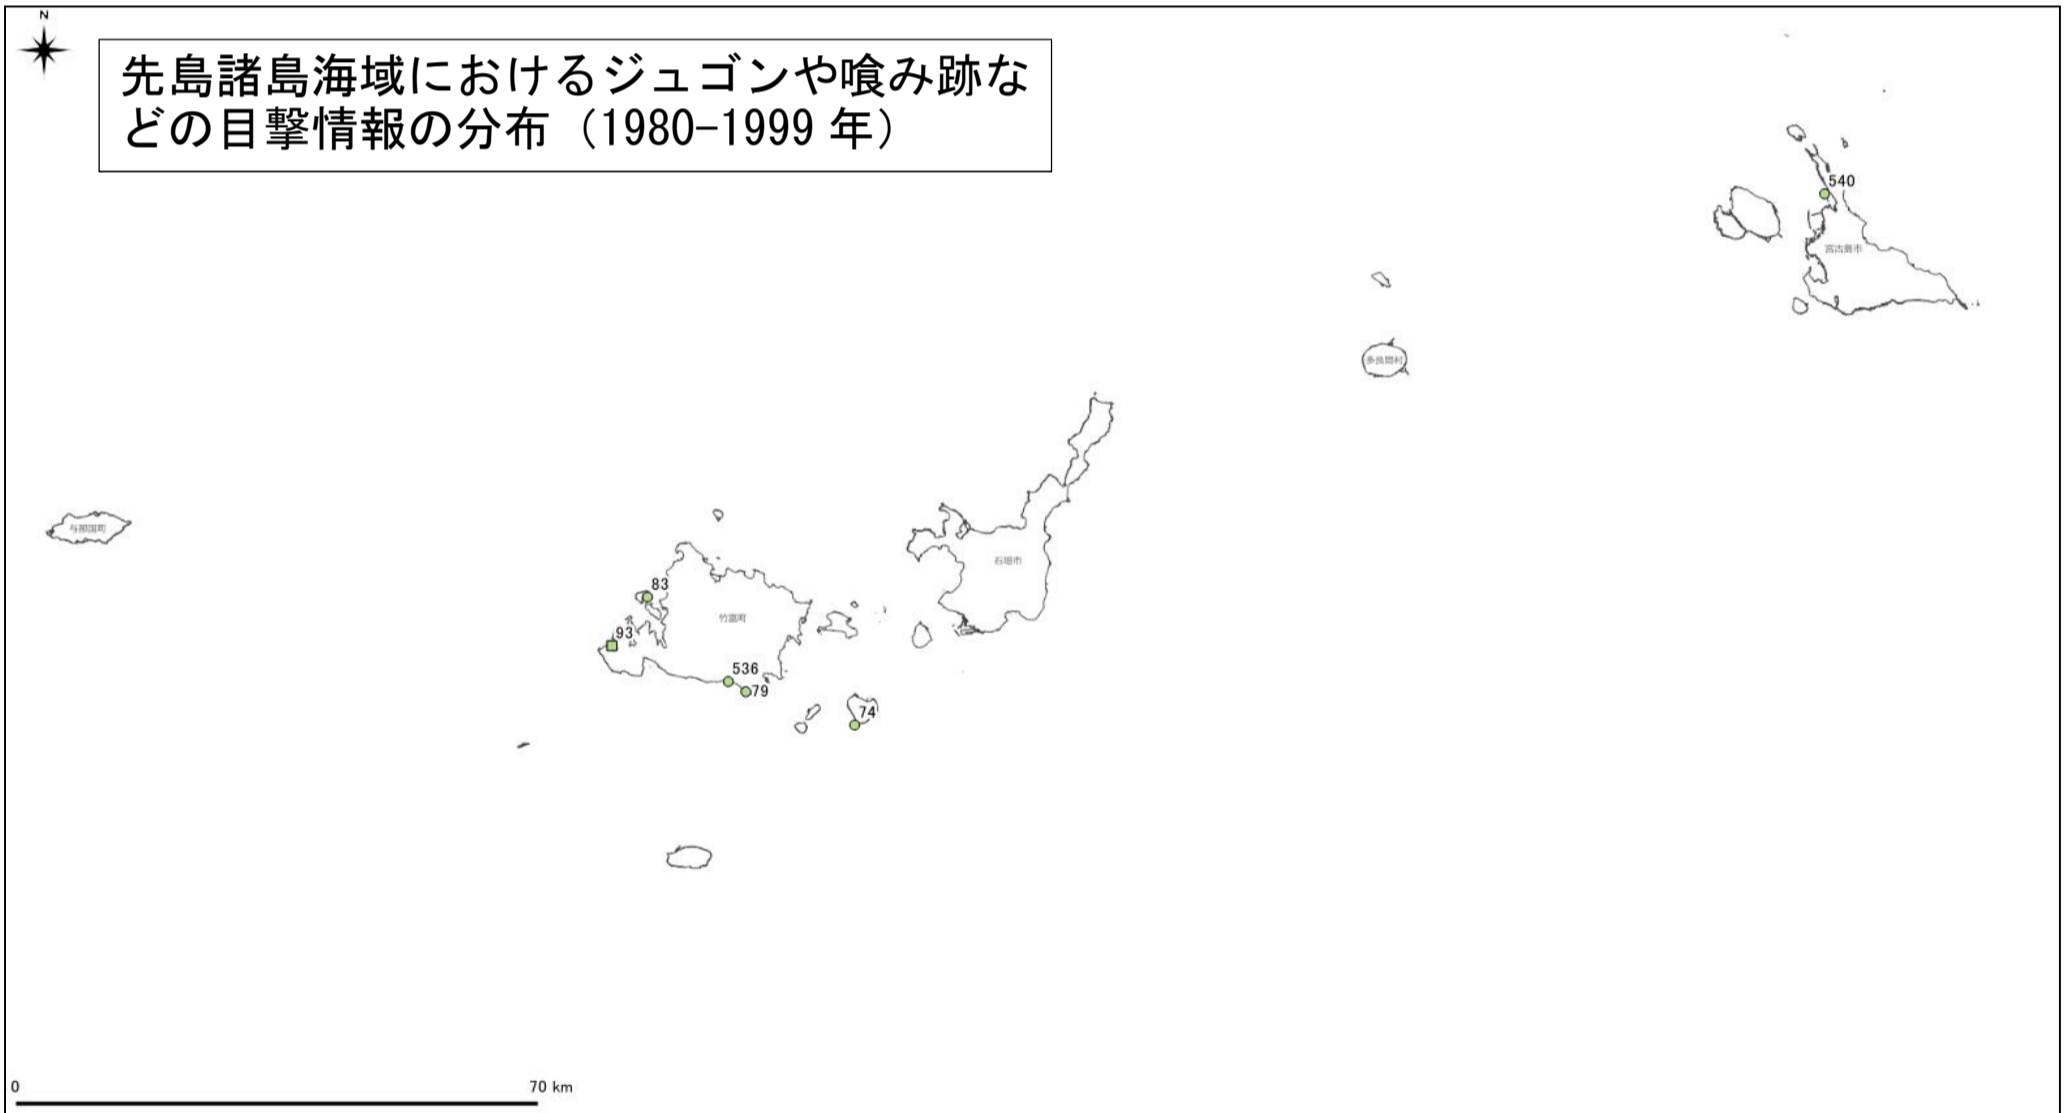 N
先島諸島海域におけるジュゴンや喰み跡な
どの目撃情報の分布（1980-1999 年）
540
宮古島市
多良間村
与那国町
石垣市
83
竹富町
93
536
79
74
0
70 km